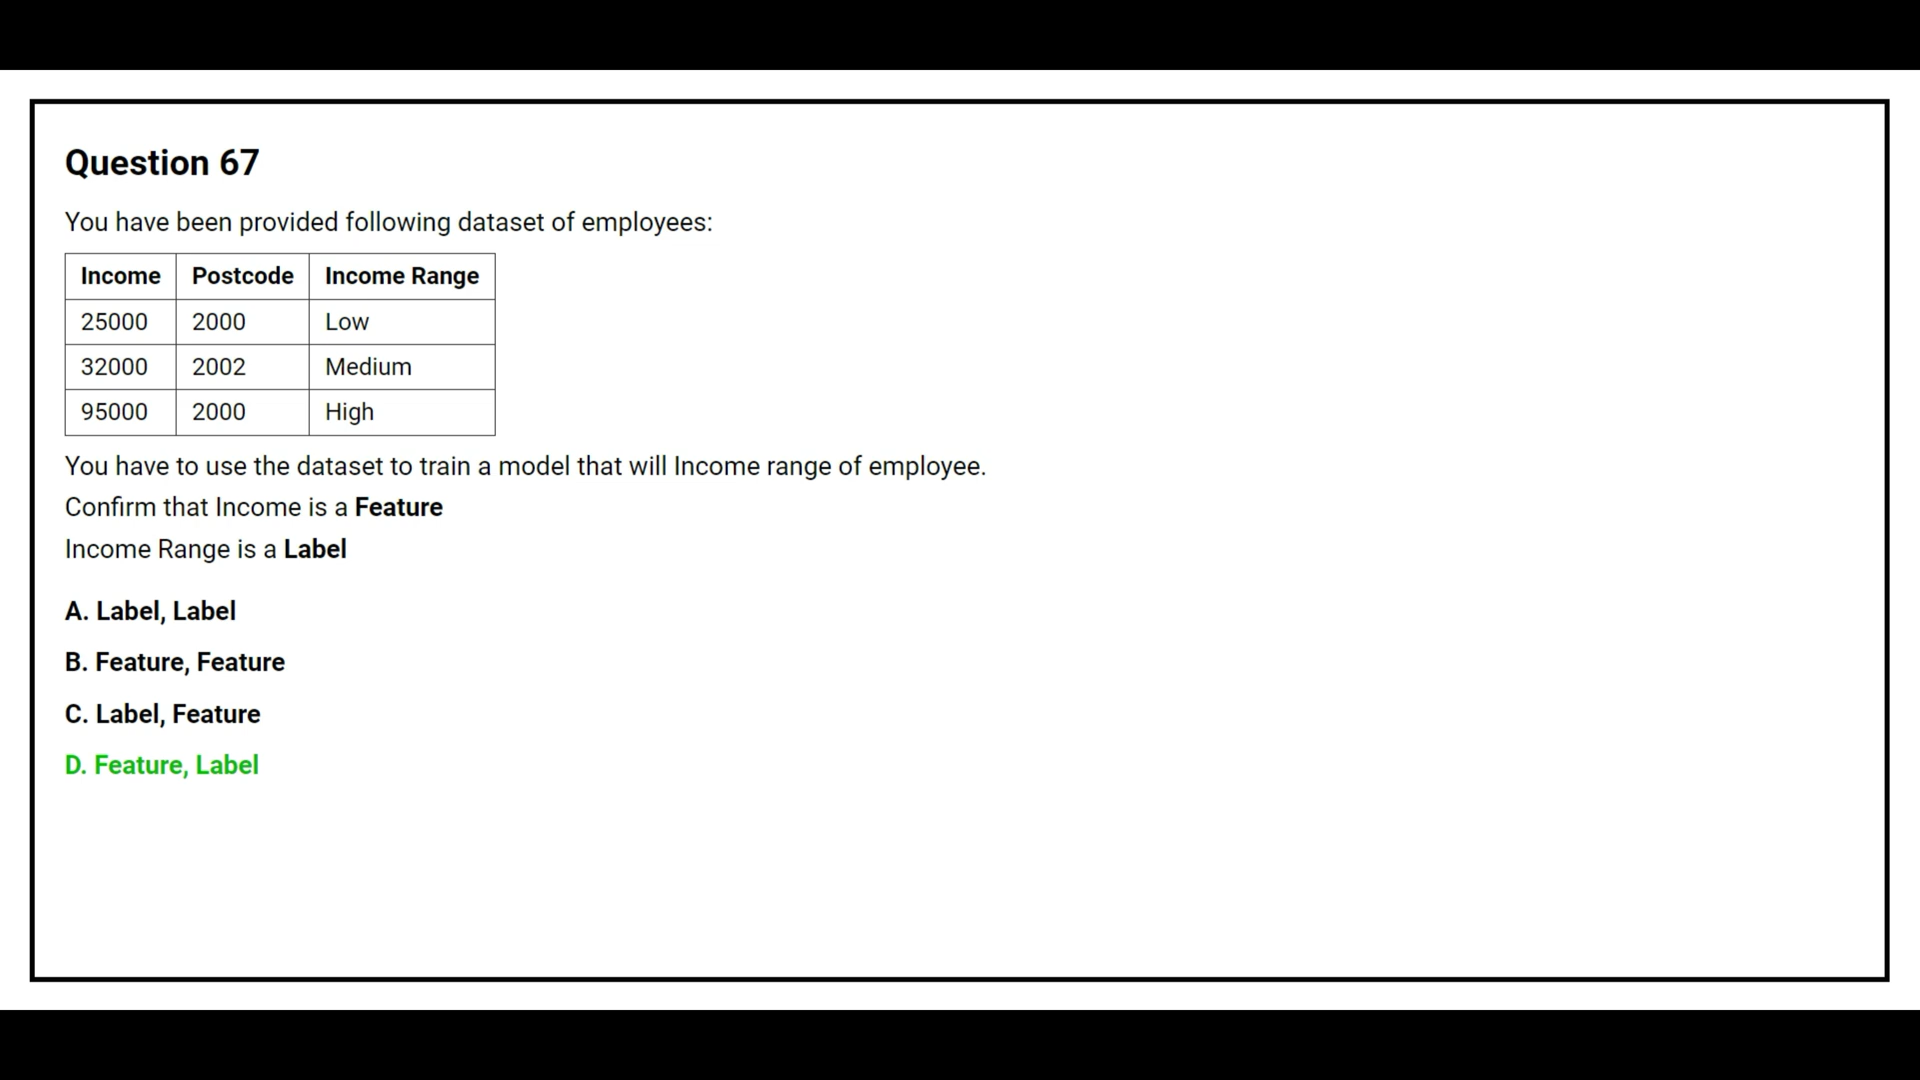 Question 67
You have been provided following dataset of employees:
Income Postcode Income Range
25000 2000 Low
32000 2002 Medium
95000 2000 High
You have to use the dataset to train a model that will Income range of employee.
Confirm that Income is a Feature
Income Range is a Label
A. Label, Label
B. Feature, Feature
C. Label, Feature
D. Feature, Label